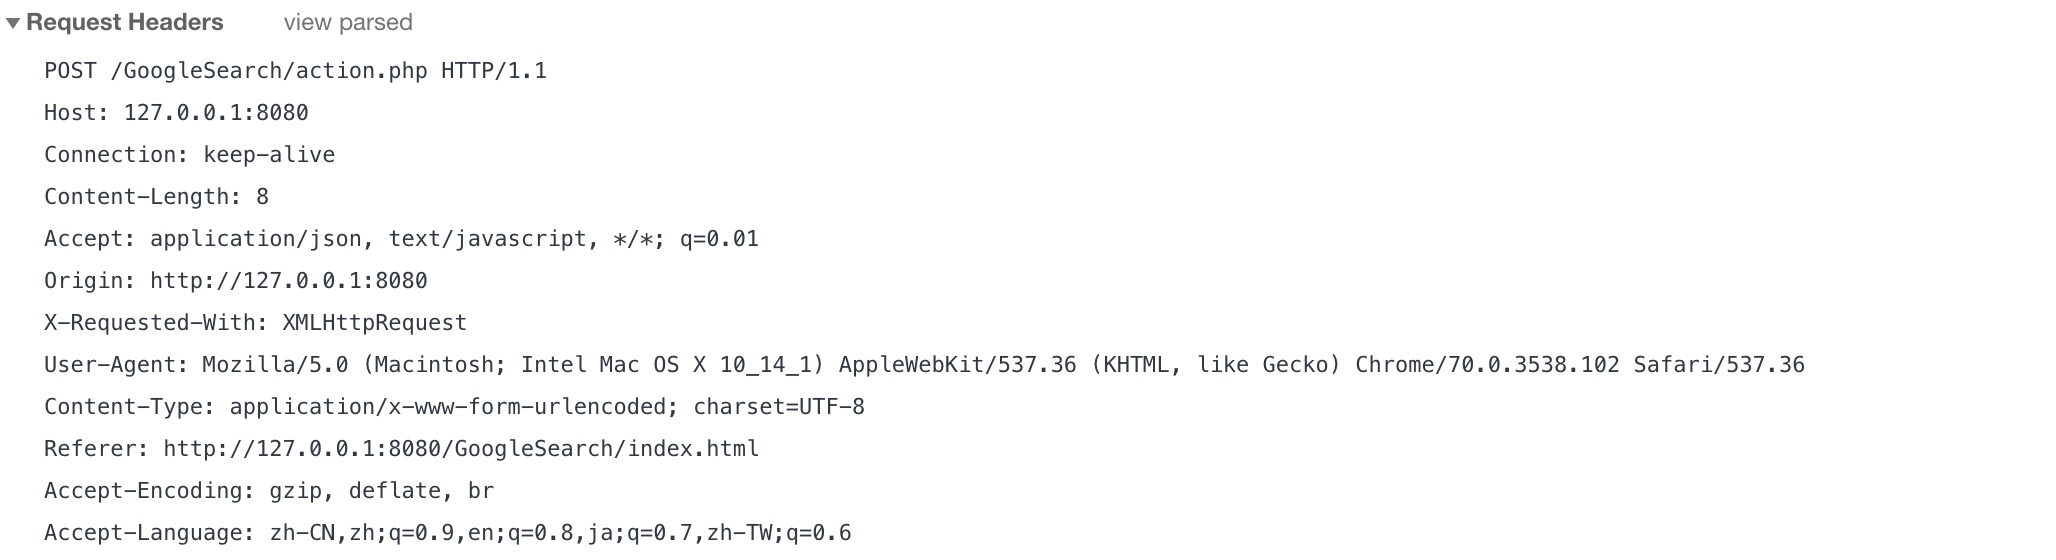 Request Headers view parsed
POST /GoogleSearch/action.php HTTP/1.1
Host: 127.0.0.1:8080
Connection: keep-alive
Content-Length: 8
Accept: application/json, text/javascript, */*; q=0.01
Origin: http://127.0.0.1:8080
X-Requested-With: XMLHttpRequest
User-Agent: Mozilla/5.0 (Macintosh; Intel Mac OS X 10_14_1) AppleWebKit/537.36 (KHTML, like Gecko) Chrome/70.0.3538.102 Safari/537.36
Content-Type: application/x-www-form-urlencoded; charset=UTF-8
Referer: http://127.0.0.1:8080/GoogleSearch/index.html
Accept-Encoding: gzip, deflate, br
Accept-Language: zh-CN,zh;q=0.9,en;q=0.8,ja;q=0.7,zh-TW;q=0.6